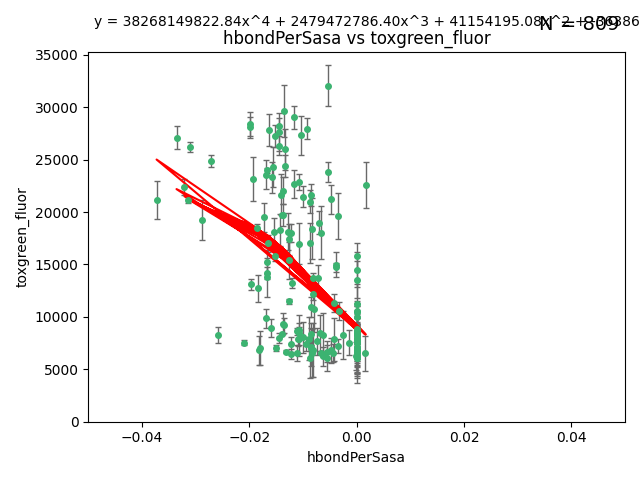 y = 38268149822.84x^4 + 2479472786.40x^3 + 41154195.08x^2 +
N = 809
hbondPerSasa vs toxgreen_fluor
35000
30000
25000
20000
15000
10000
5000
0
toxgreen_fluor
−0.04
−0.02
0.00
0.02
0.04
hbondPerSasa